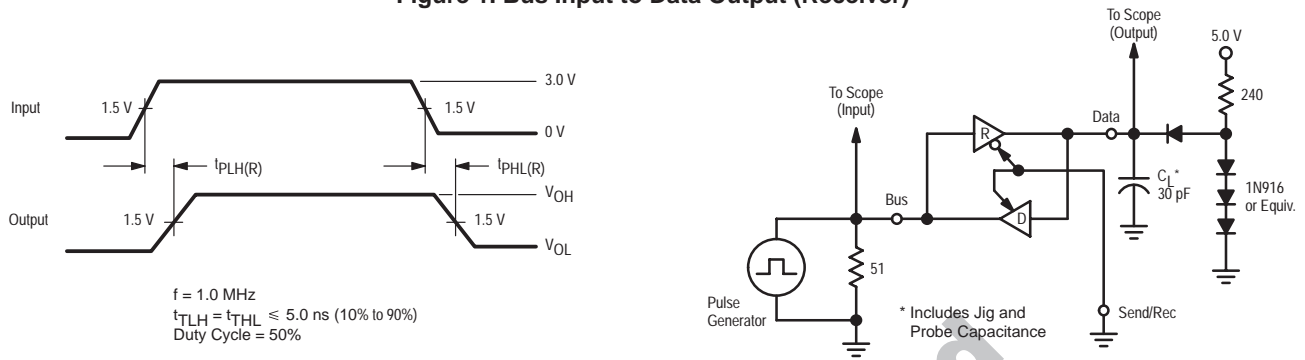 Figure 1. Bus Input to Data Output (Receiver)
Input
1.5 V
1.5 V
3.0 V
0 V
tPLH(R)
tPHL(R)
Output
1.5 V
1.5 V
VOH
VOL
f = 1.0 MHz
tTLH = tTHL ≤ 5.0 ns (10% to 90%)
Duty Cycle = 50%
To Scope
(Output)
5.0 V
240
To Scope
(Input)
Data
R
CL*
30 pF
1N916
or Equiv.
Bus
D
51
Pulse
Generator
* Includes Jig and
Probe Capacitance
Send/Rec